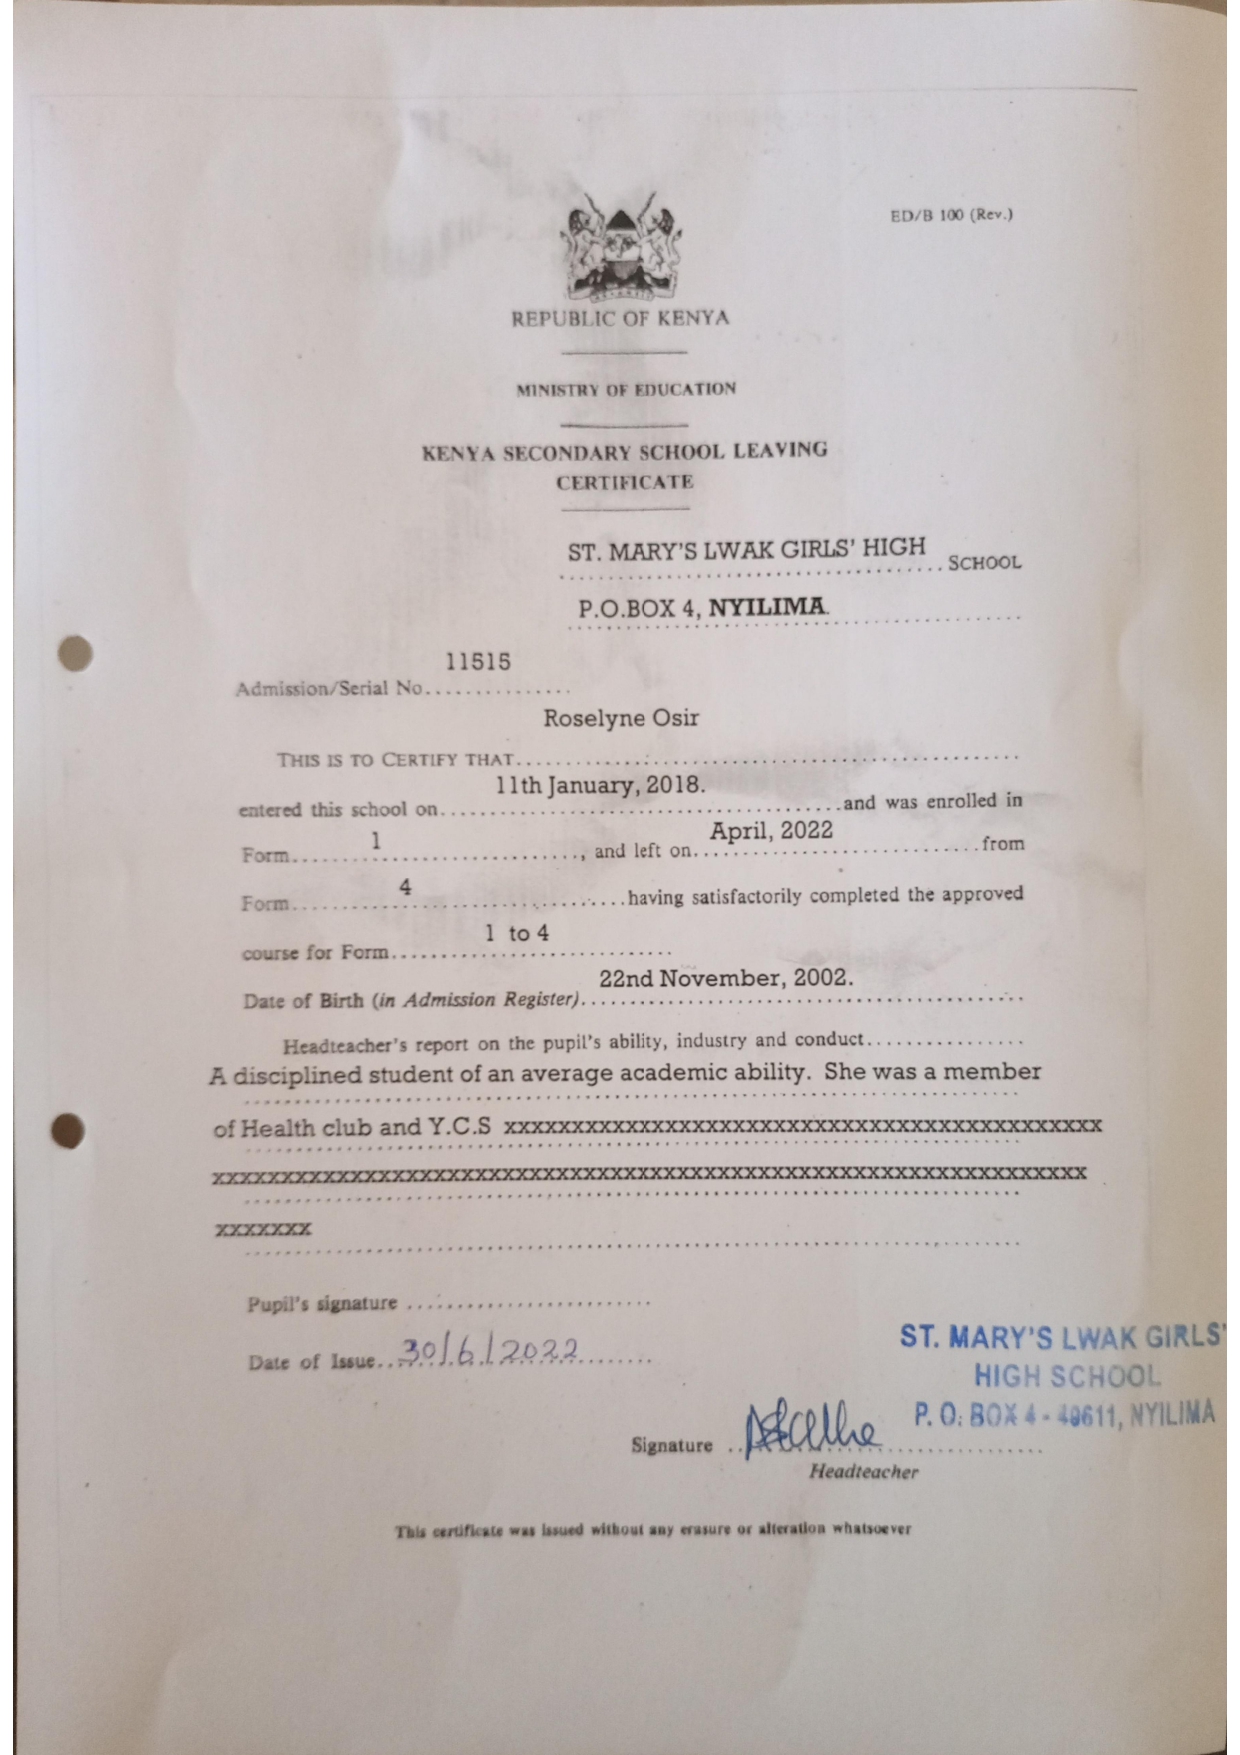 ED/B 100 (Rev.)
REPUBLIC OF KENYA
MINISTRY OF EDUCATION
KENYA SECONDARY SCHOOL LEAVING
CERTIFICATE
ST. MARY'S LWAK GIRLS' HIGH SCHOOL
P.O.BOX 4, NYILIMA.
11515
Admission/Serial No...............
Roselyne Osir
THIS IS TO CERTIFY THAT
11th January, 2018.
entered this school on and was enrolled in
Form 1, and left on April, 2022 from
Form 4 having satisfactorily completed the approved
course for Form 1 to 4
Date of Birth (in Admission Register) 22nd November, 2002.
Headteacher's report on the pupil's ability, industry and conduct
A disciplined student of an average academic ability. She was a member
of Health club and Y.C.S xxxxxxxxxxxxxxxxxxxxxxxxxxxxxxxxxxxxxxxxxxxx
xxxxxxxxxxxxxxxxxxxxxxxxxxxxxxxxxxxxxxxxxxxxxxxxxxxxxxxxxxxxxxxxx
xxxxxxx
Pupil's signature
Date of Issue 30/6/2022
ST. MARY'S LWAK GIRLS'
HIGH SCHOOL
P. O. BOX 4 - 40611, NYILIMA
Signature
Headteacher
This certificate was issued without any erasure or alteration whatsoever